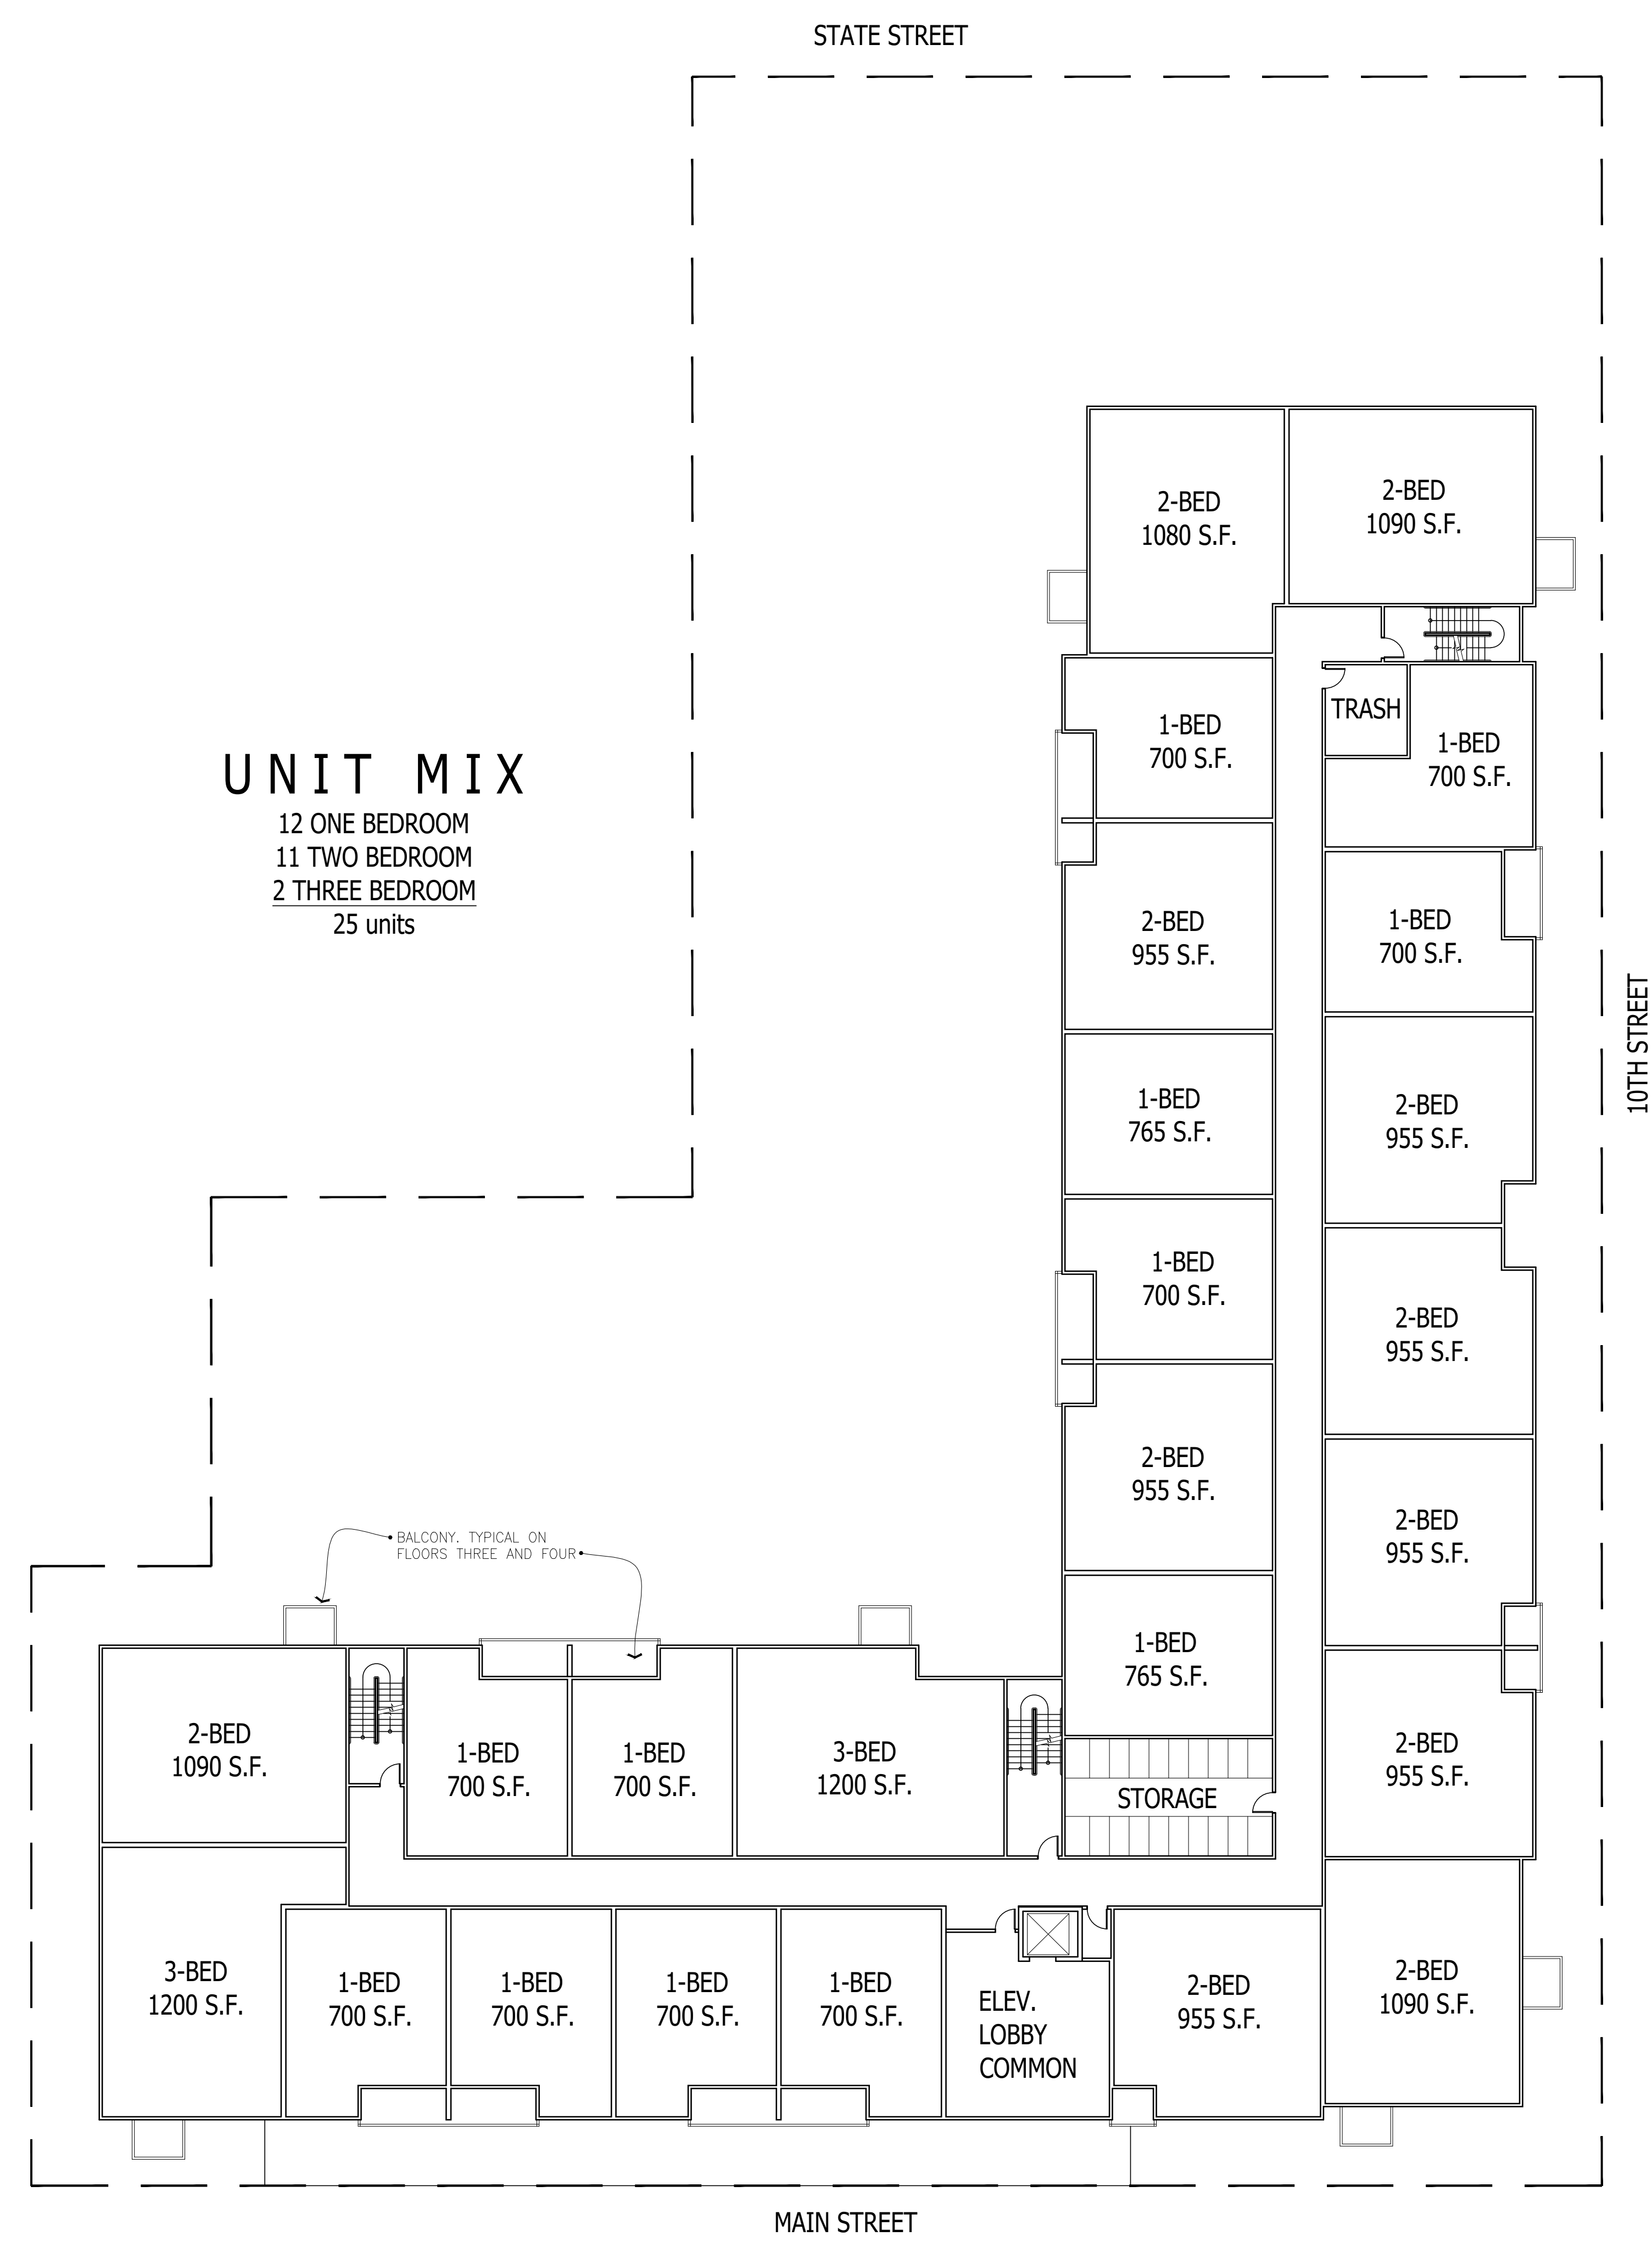 STATE STREET
2-BED
1080 S.F.
2-BED
1090 S.F.
TRASH
1-BED
700 S.F.
1-BED
700 S.F.
UNIT MIX
12 ONE BEDROOM
11 TWO BEDROOM
2 THREE BEDROOM
25 units
2-BED
955 S.F.
1-BED
700 S.F.
10TH STREET
1-BED
765 S.F.
2-BED
955 S.F.
1-BED
700 S.F.
2-BED
955 S.F.
2-BED
955 S.F.
2-BED
955 S.F.
BALCONY. TYPICAL ON
FLOORS THREE AND FOUR
1-BED
765 S.F.
2-BED
1090 S.F.
1-BED
700 S.F.
1-BED
700 S.F.
3-BED
1200 S.F.
STORAGE
2-BED
955 S.F.
3-BED
1200 S.F.
1-BED
700 S.F.
1-BED
700 S.F.
1-BED
700 S.F.
1-BED
700 S.F.
ELEV.
LOBBY
COMMON
2-BED
955 S.F.
2-BED
1090 S.F.
MAIN STREET